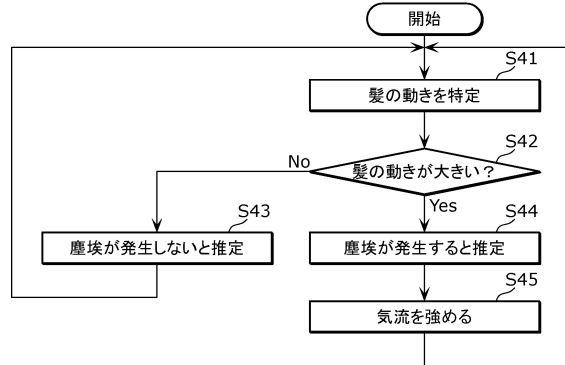 開始
S41
髪の動きを特定
S42
髪の動きが大きい?
No
Yes
S43
塵埃が発生しないと推定
S44
塵埃が発生すると推定
S45
気流を強める